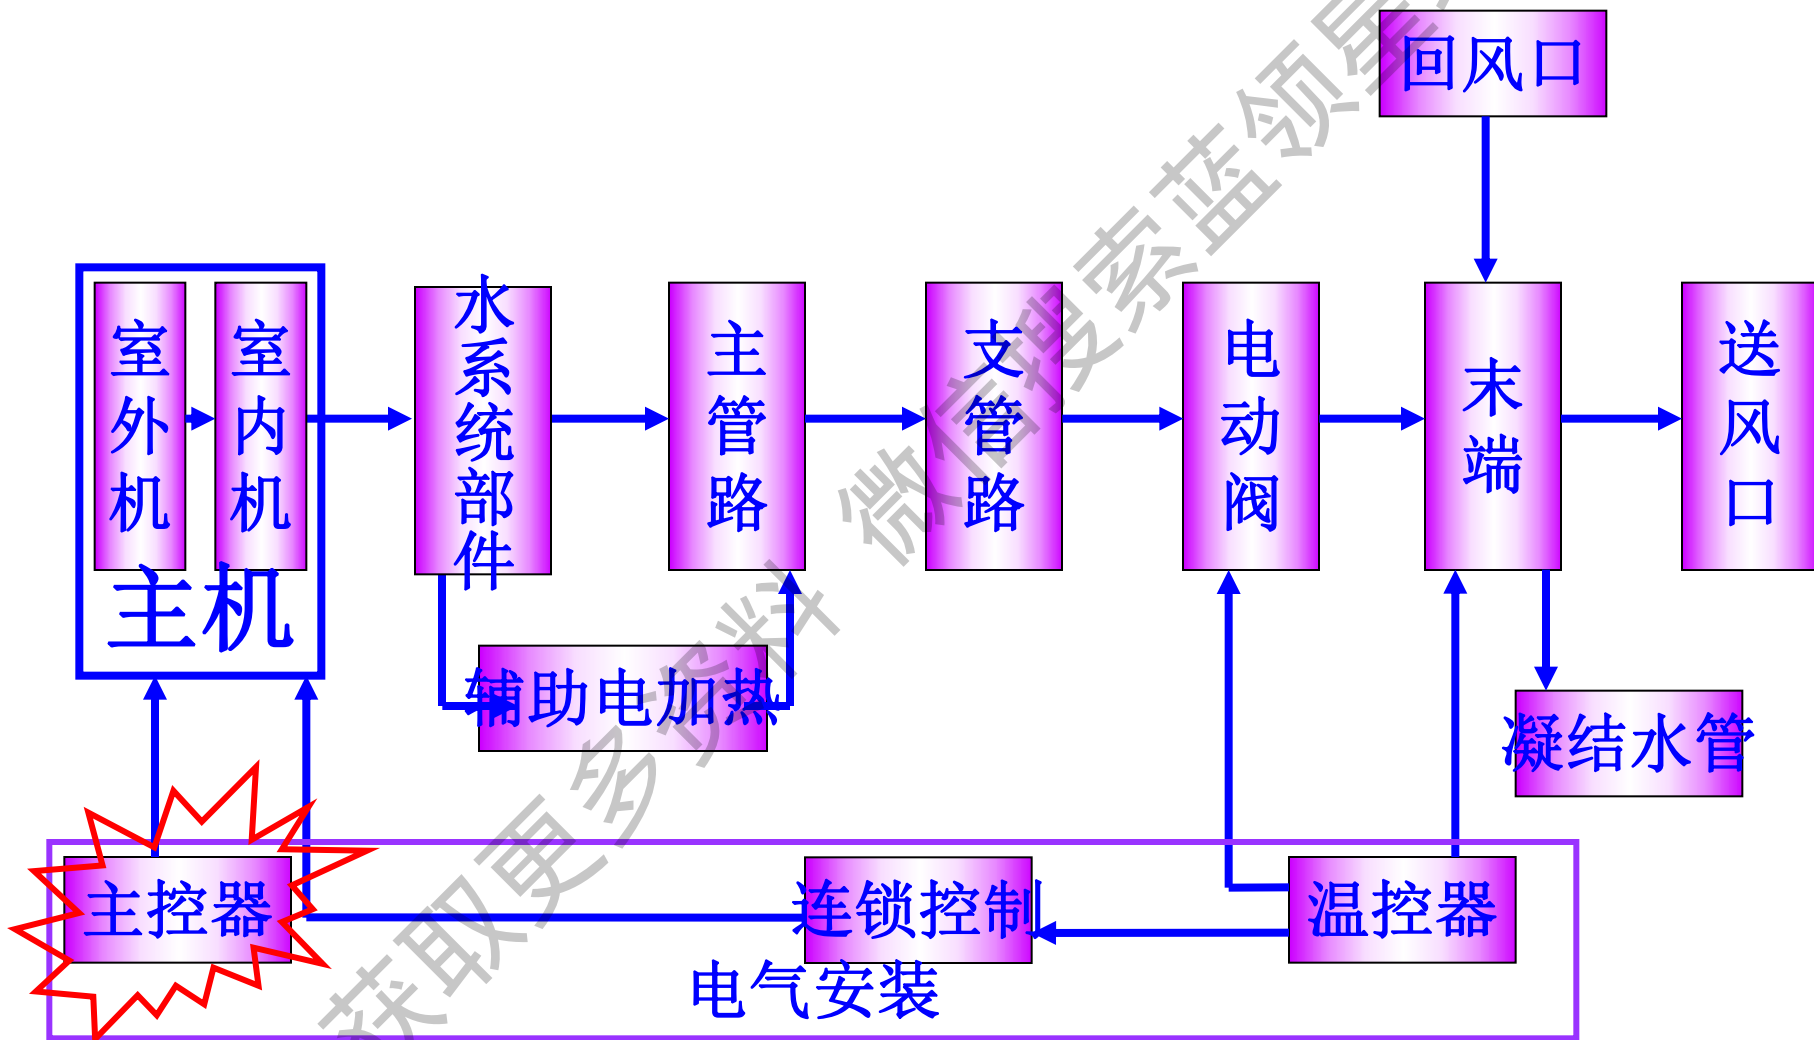 回风口
室外机
室内机
主机
水系统部件
主管路
支管路
电动阀
末端
送风口
辅助电加热
凝结水管
主控器
连锁控制
温控器
电气安装
获取更多资料 微信搜索蓝领星